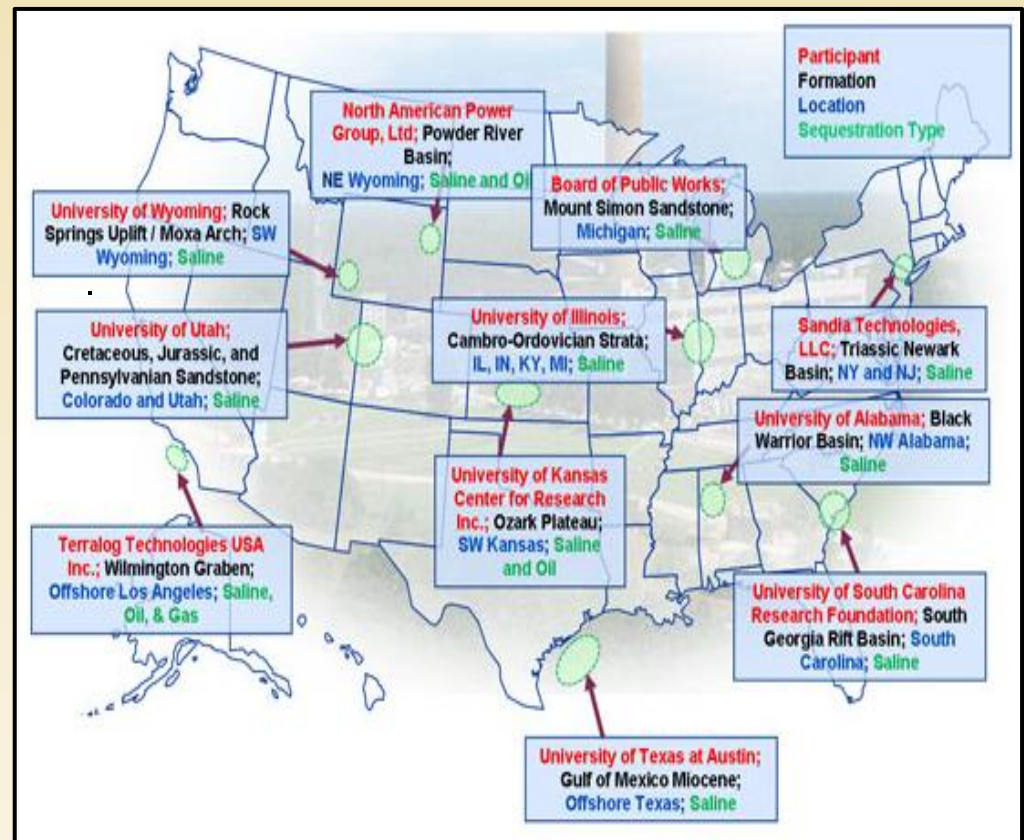 Participant
Formation
Location
Sequestration Type
North American Power
Group, Ltd; Powder River
Basin;
NE Wyoming; Saline and Oil
Board of Public Works;
Mount Simon Sandstone;
Michigan; Saline
University of Wyoming; Rock
Springs Uplift / Moxa Arch; SW
Wyoming; Saline
University of Utah;
Cretaceous, Jurassic, and
Pennsylvanian Sandstone;
Colorado and Utah; Saline
University of Illinois;
Cambro-Ordovician Strata;
IL, IN, KY, MI; Saline
Sandia Technologies,
LLC; Triassic Newark
Basin; NY and NJ; Saline
University of Alabama; Black
Warrior Basin; NW Alabama;
Saline
University of Kansas
Center for Research
Inc.; Ozark Plateau;
SW Kansas; Saline
and Oil
Terralog Technologies USA
Inc.; Wilmington Graben;
Offshore Los Angeles; Saline,
Oil, & Gas
University of South Carolina
Research Foundation; South
Georgia Rift Basin; South
Carolina; Saline
University of Texas at Austin;
Gulf of Mexico Miocene;
Offshore Texas; Saline